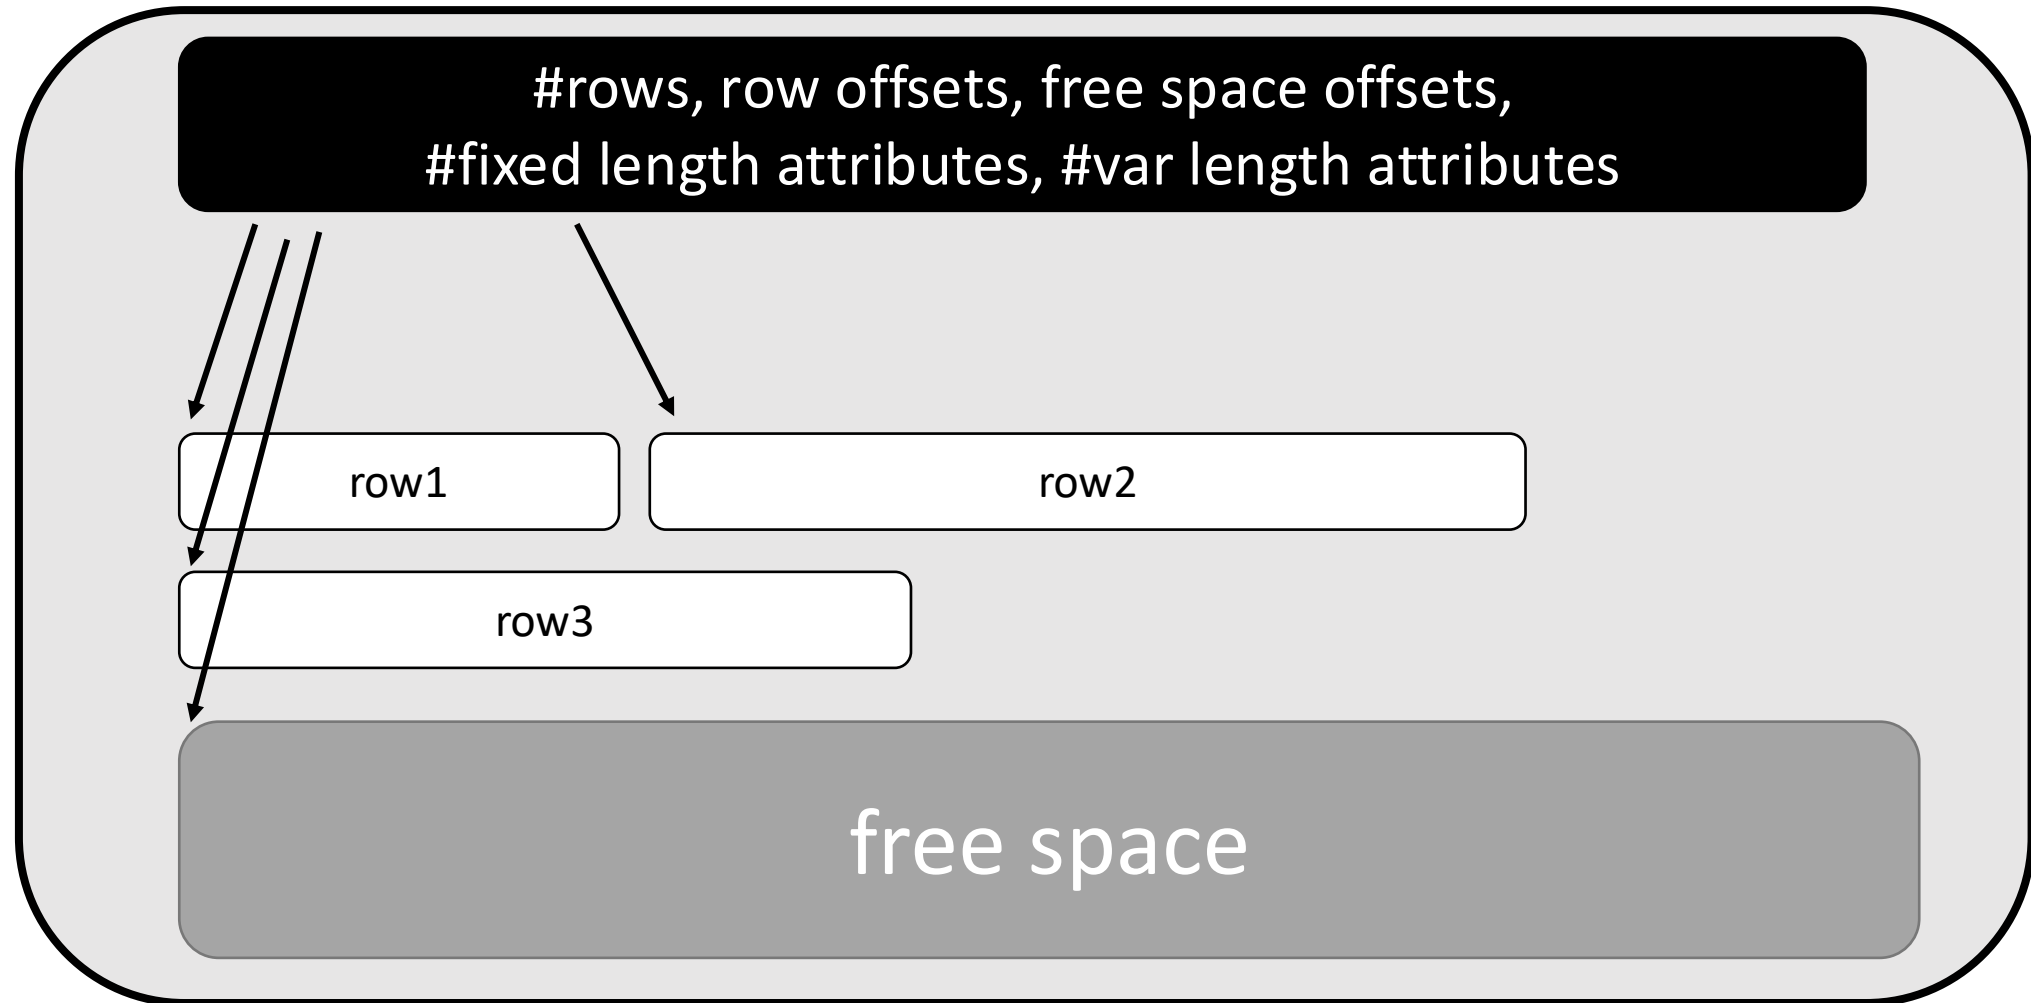 #rows, row offsets, free space offsets,
#fixed length attributes, #var length attributes
row1
row2
row3
free space